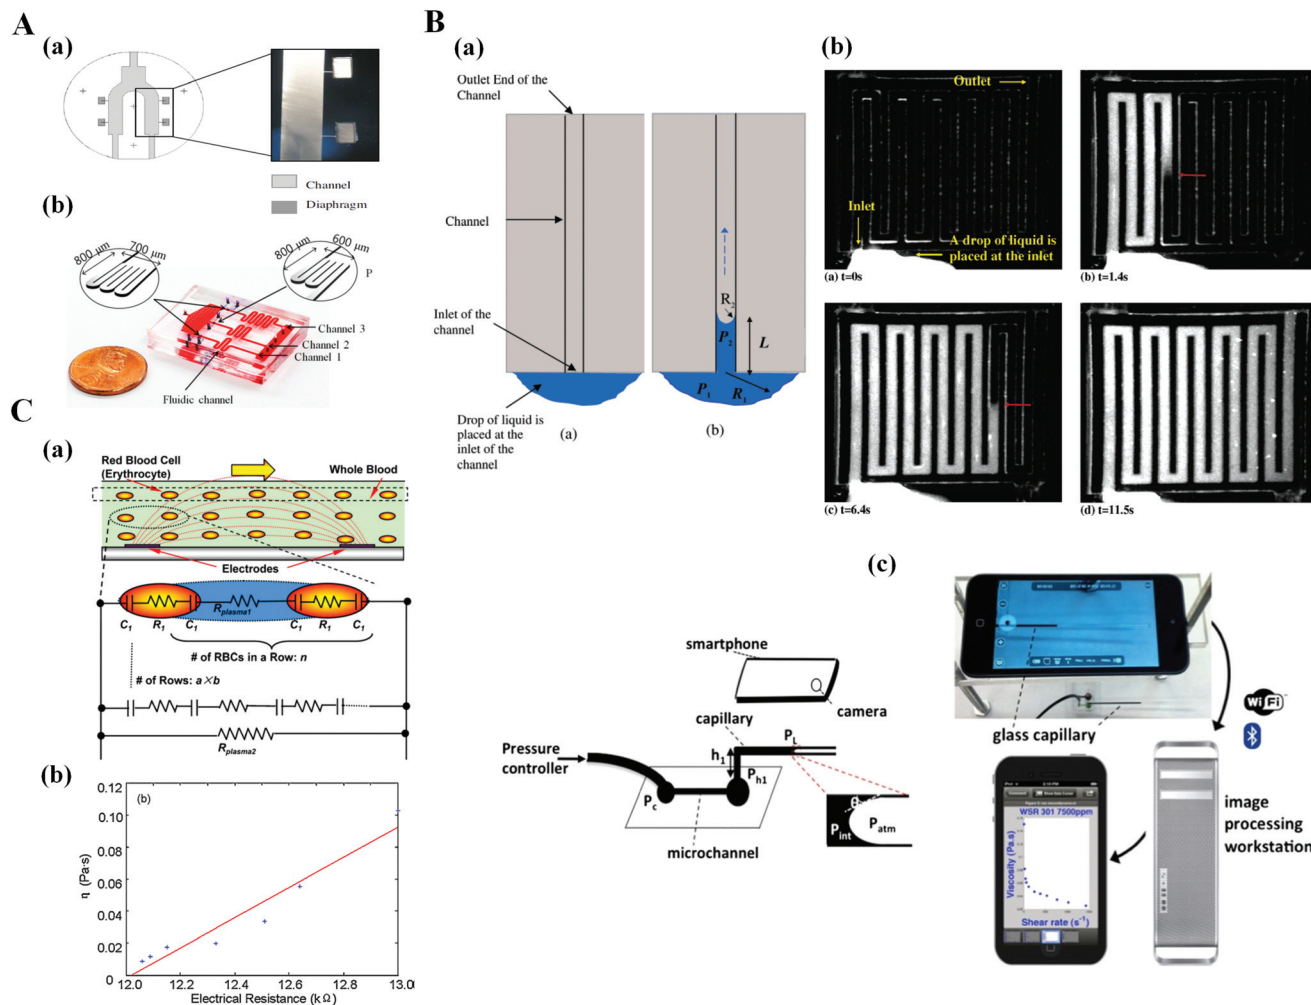 A
(a)
Channel
Diaphragm
(b)
800 μm
700 μm
800 μm
600 μm
P
Channel 3
Channel 2
Channel 1
Fluidic channel
B
(a)
Outlet End of the
Channel
Channel
Inlet of the
channel
Drop of liquid is
placed at the
inlet of the
channel
(a)
R2
P2
L
P1
R1
(b)
(b)
Outlet
Inlet
A drop of liquid is
placed at the inlet
(a) t=0s
(b) t=1.4s
(c) t=6.4s
(d) t=11.5s
C
(a)
Red Blood Cell
(Erythrocyte)
Whole Blood
Electrodes
Rplasma1
C1
R1
C1
C1
R1
C1
# of RBCs in a Row: n
# of Rows: a×b
Rplasma2
(b)
(b)
η (Pa·s)
0.12
0.10
0.08
0.06
0.04
0.02
0
12.0
12.2
12.4
12.6
12.8
13.0
Electrical Resistance (kΩ)
(c)
smartphone
camera
capillary
PL
h1
Pressure
controller
Ph1
Pc
microchannel
θ
Pint
Patm
WiFi
glass capillary
image
processing
workstation
WSR 301 7500ppm
Viscosity (Pa.s)
Shear rate (s-1)